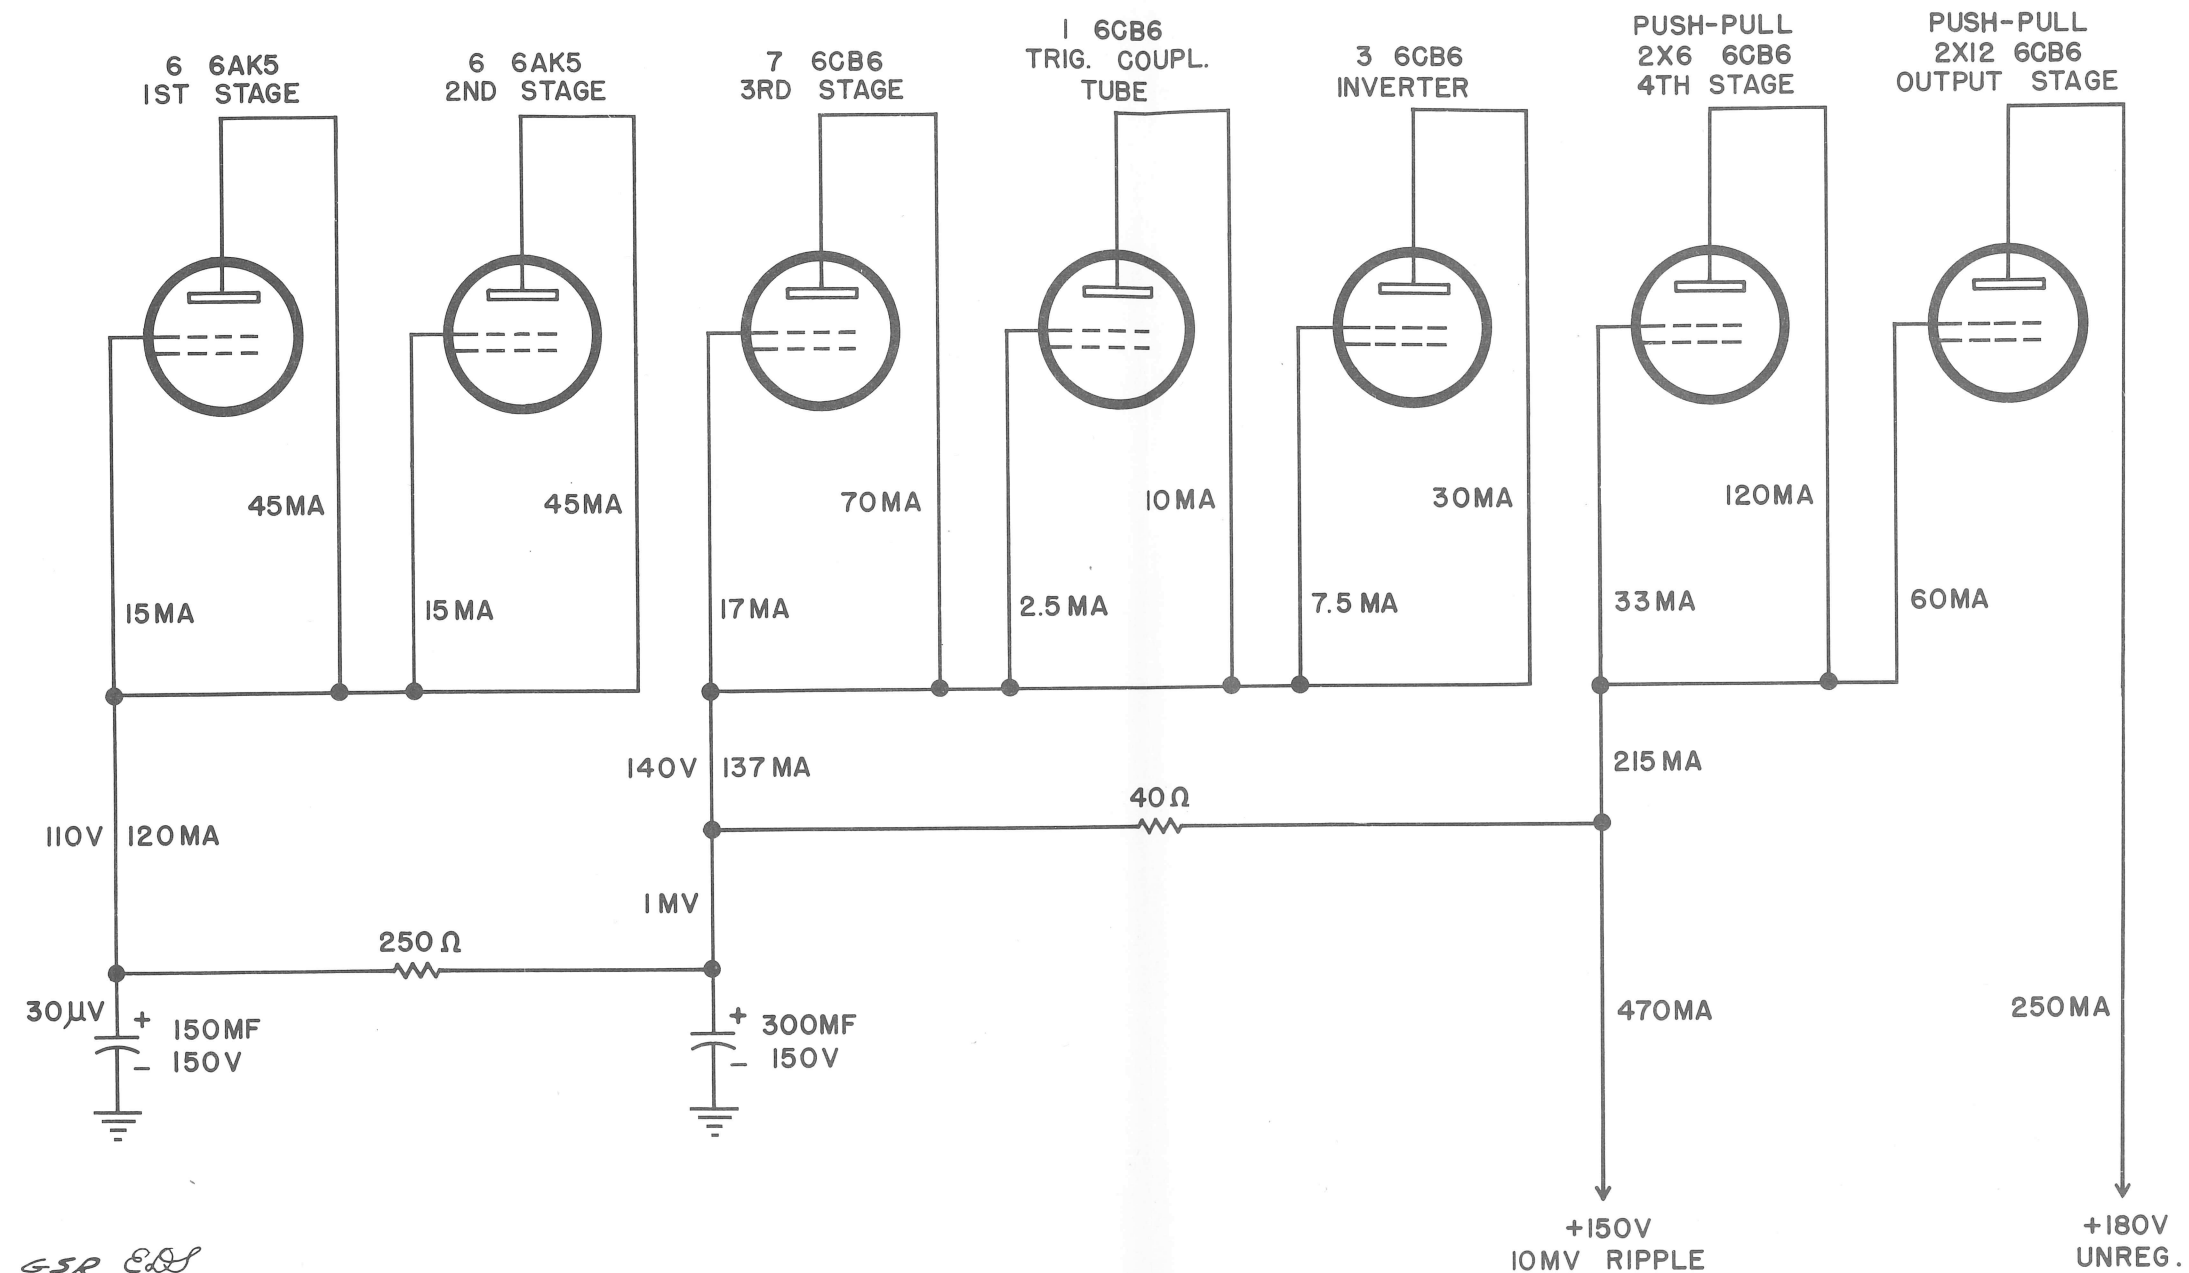 6 6AK5
1ST STAGE
6 6AK5
2ND STAGE
7 6CB6
3RD STAGE
1 6CB6
TRIG. COUPL.
TUBE
3 6CB6
INVERTER
PUSH-PULL
2X6 6CB6
4TH STAGE
PUSH-PULL
2X12 6CB6
OUTPUT STAGE
45MA
45MA
70MA
10MA
30MA
120MA
15MA
15MA
17MA
2.5MA
7.5MA
33MA
60MA
140V 137MA
215MA
40Ω
110V 120MA
1MV
250Ω
30μV
+ 150MF
- 150V
+ 300MF
- 150V
470MA
250MA
+150V
10MV RIPPLE
+180V
UNREG.
GSR EDS